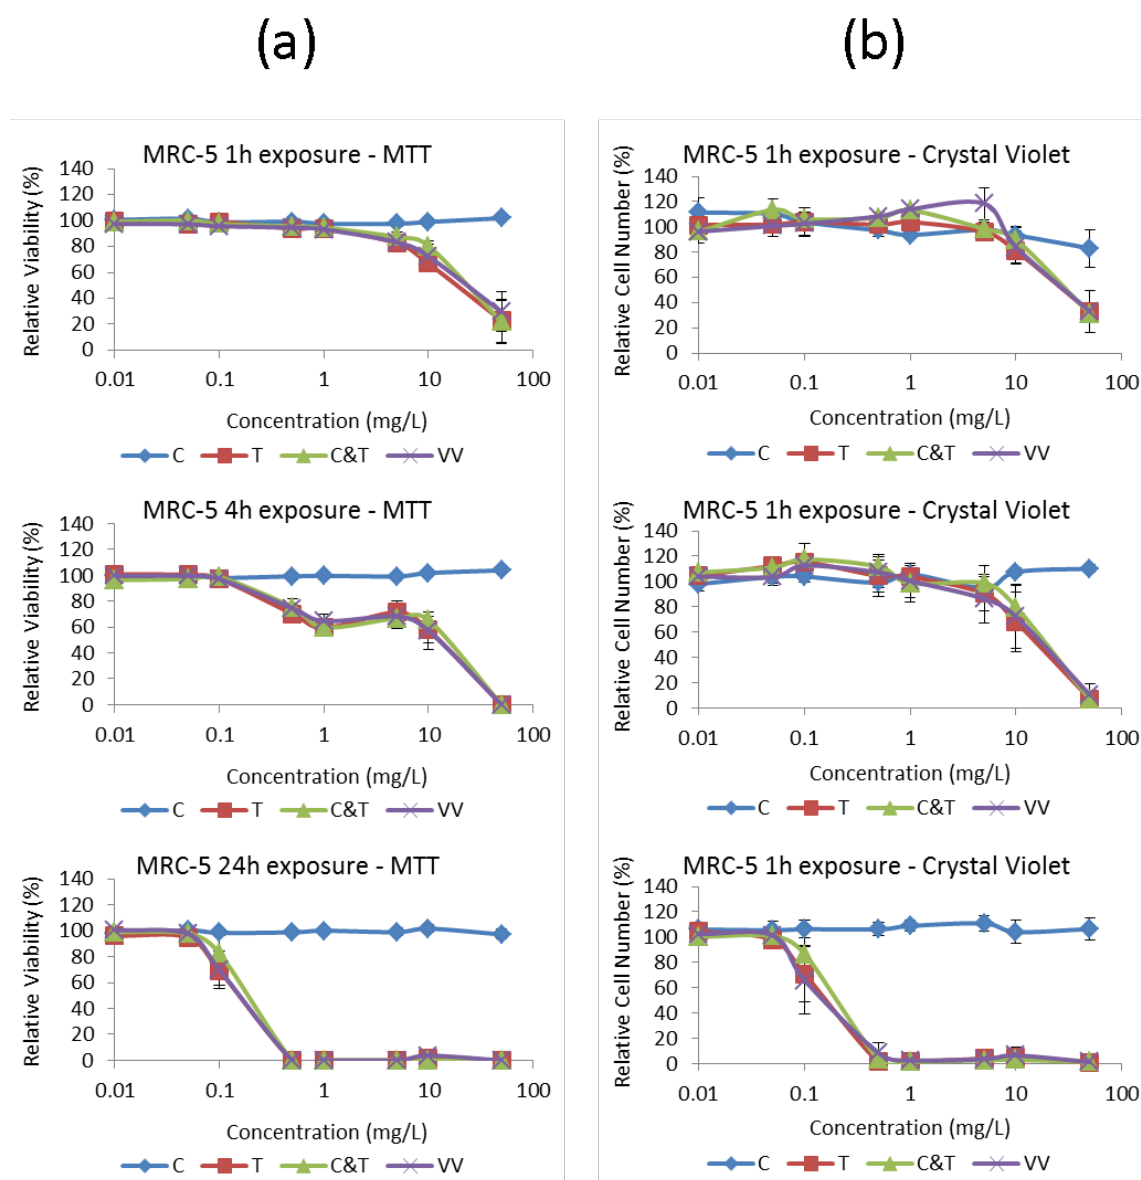 (a)
(b)
MRC-5 1h exposure - MTT
Relative Viability (%)
140
120
100
80
60
40
20
0
0.01 0.1 1 10 100
Concentration (mg/L)
C T C&T VV
MRC-5 1h exposure - Crystal Violet
Relative Cell Number (%)
140
120
100
80
60
40
20
0
0.01 0.1 1 10 100
Concentration (mg/L)
C T C&T VV
MRC-5 4h exposure - MTT
Relative Viability (%)
140
120
100
80
60
40
20
0
0.01 0.1 1 10 100
Concentration (mg/L)
C T C&T VV
MRC-5 1h exposure - Crystal Violet
Relative Cell Number (%)
140
120
100
80
60
40
20
0
0.01 0.1 1 10 100
Concentration (mg/L)
C T C&T VV
MRC-5 24h exposure - MTT
Relative Viability (%)
140
120
100
80
60
40
20
0
0.01 0.1 1 10 100
Concentration (mg/L)
C T C&T VV
MRC-5 1h exposure - Crystal Violet
Relative Cell Number (%)
140
120
100
80
60
40
20
0
0.01 0.1 1 10 100
Concentration (mg/L)
C T C&T VV